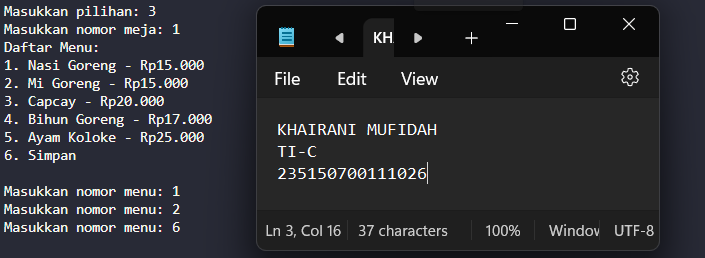 Masukkan pilihan: 3
Masukkan nomor meja: 1
Daftar Menu:
1. Nasi Goreng - Rp15.000
2. Mi Goreng - Rp15.000
3. Capcay - Rp20.000
4. Bihun Goreng - Rp17.000
5. Ayam Koloke - Rp25.000
6. Simpan
Masukkan nomor menu: 1
Masukkan nomor menu: 2
Masukkan nomor menu: 6
File Edit View
KHAIRANI MUFIDAH
TI-C
235150700111026
Ln 3, Col 16 37 characters 100% Window UTF-8